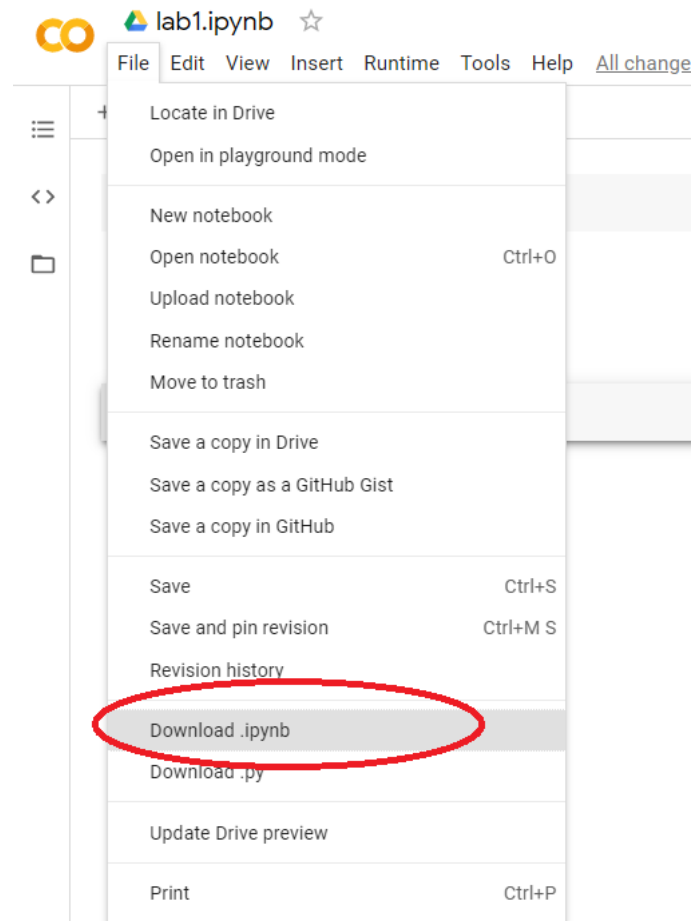 lab1.ipynb
File Edit View Insert Runtime Tools Help All change
Locate in Drive
Open in playground mode
New notebook
Open notebook Ctrl+O
Upload notebook
Rename notebook
Move to trash
Save a copy in Drive
Save a copy as a GitHub Gist
Save a copy in GitHub
Save Ctrl+S
Save and pin revision Ctrl+M S
Revision history
Download .ipynb
Download .py
Update Drive preview
Print Ctrl+P